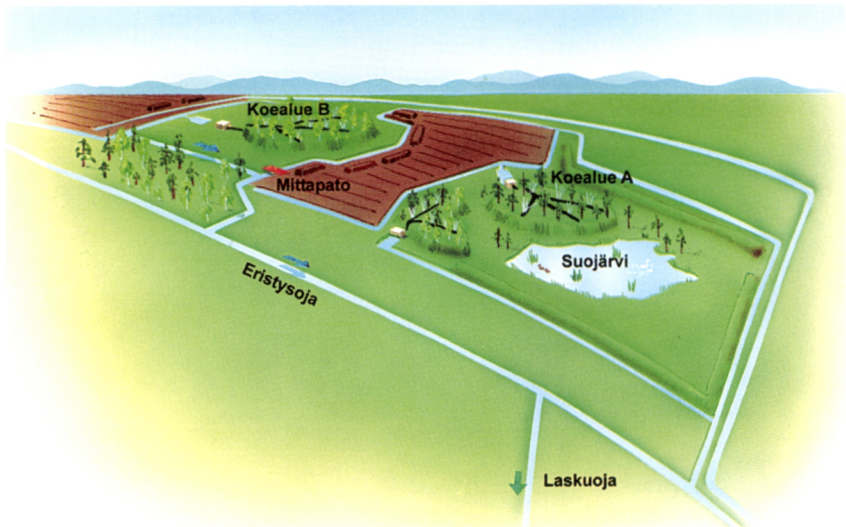 Koealue B
Koealue A
Mittapato
Suojärvi
Eristysoja
Laskuoja